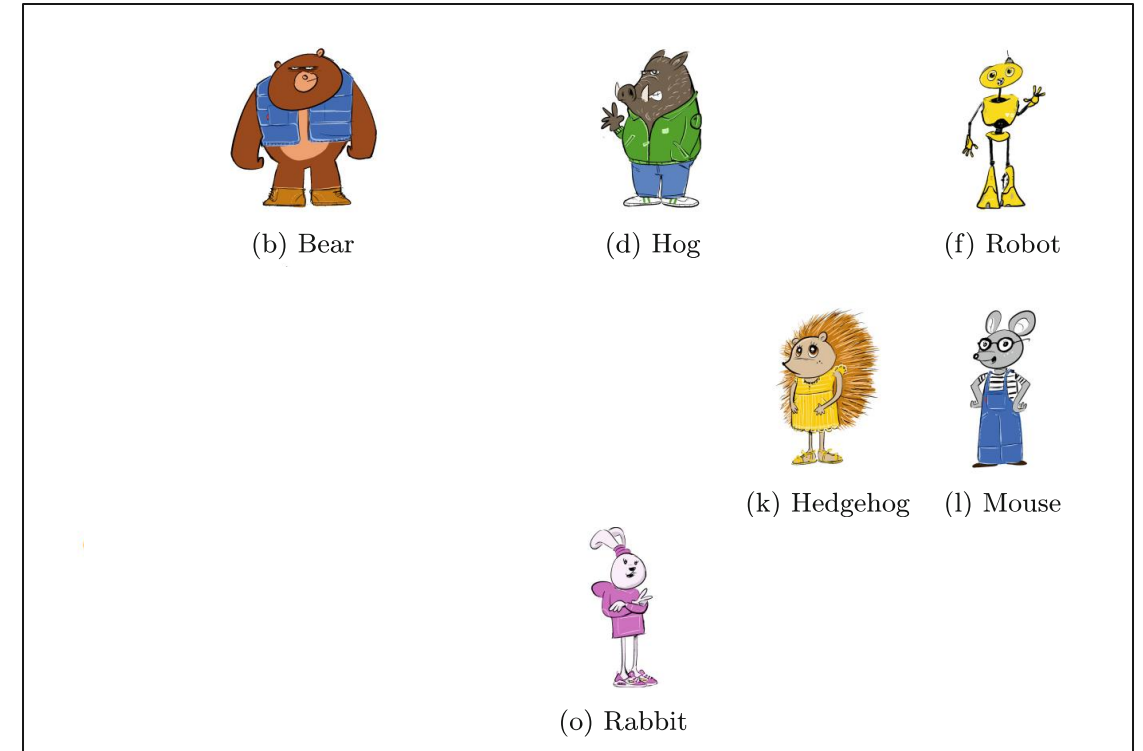 (b) Bear
(d) Hog
(f) Robot
(k) Hedgehog
(l) Mouse
(o) Rabbit